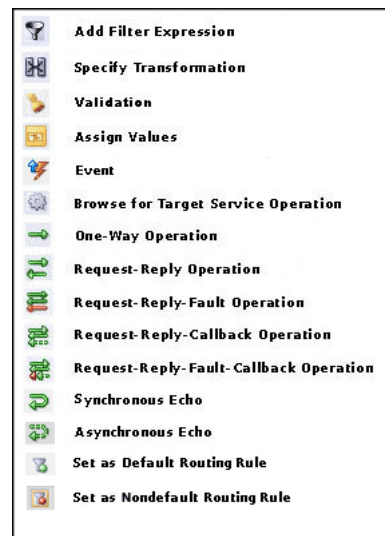 Add Filter Expression
Specify Transformation
Validation
Assign Values
Event
Browse for Target Service Operation
One-Way Operation
Request-Reply Operation
Request-Reply-Fault Operation
Request-Reply-Callback Operation
Request-Reply-Fault-Callback Operation
Synchronous Echo
Asynchronous Echo
Set as Default Routing Rule
Set as Nondefault Routing Rule